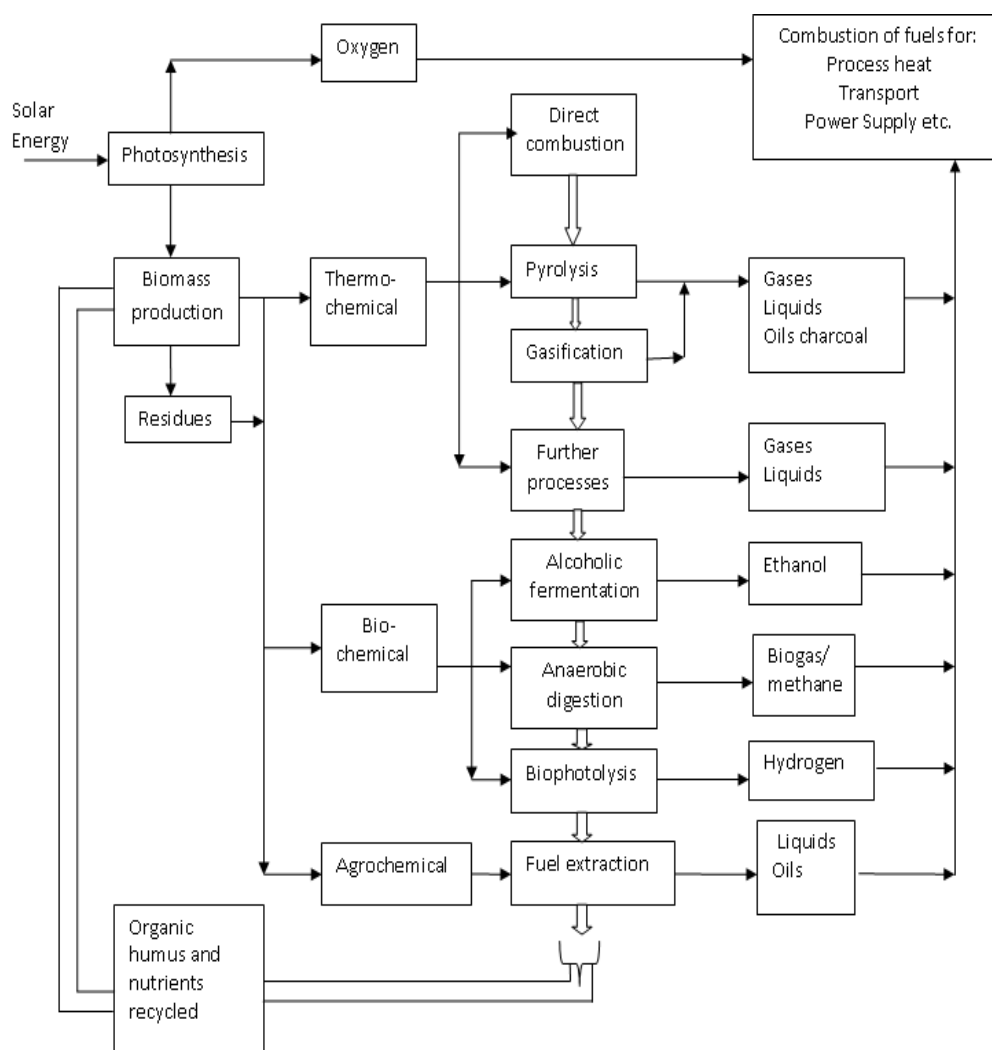 Oxygen
Combustion of fuels for:
Process heat
Transport
Power Supply etc.
Solar
Energy
Photosynthesis
Direct
combustion
Biomass
production
Thermo-
chemical
Pyrolysis
Gases
Liquids
Oils charcoal
Gasification
Residues
Further
processes
Gases
Liquids
Alcoholic
fermentation
Ethanol
Bio-
chemical
Anaerobic
digestion
Biogas/
methane
Biophotolysis
Hydrogen
Agrochemical
Fuel extraction
Liquids
Oils
Organic
humus and
nutrients
recycled